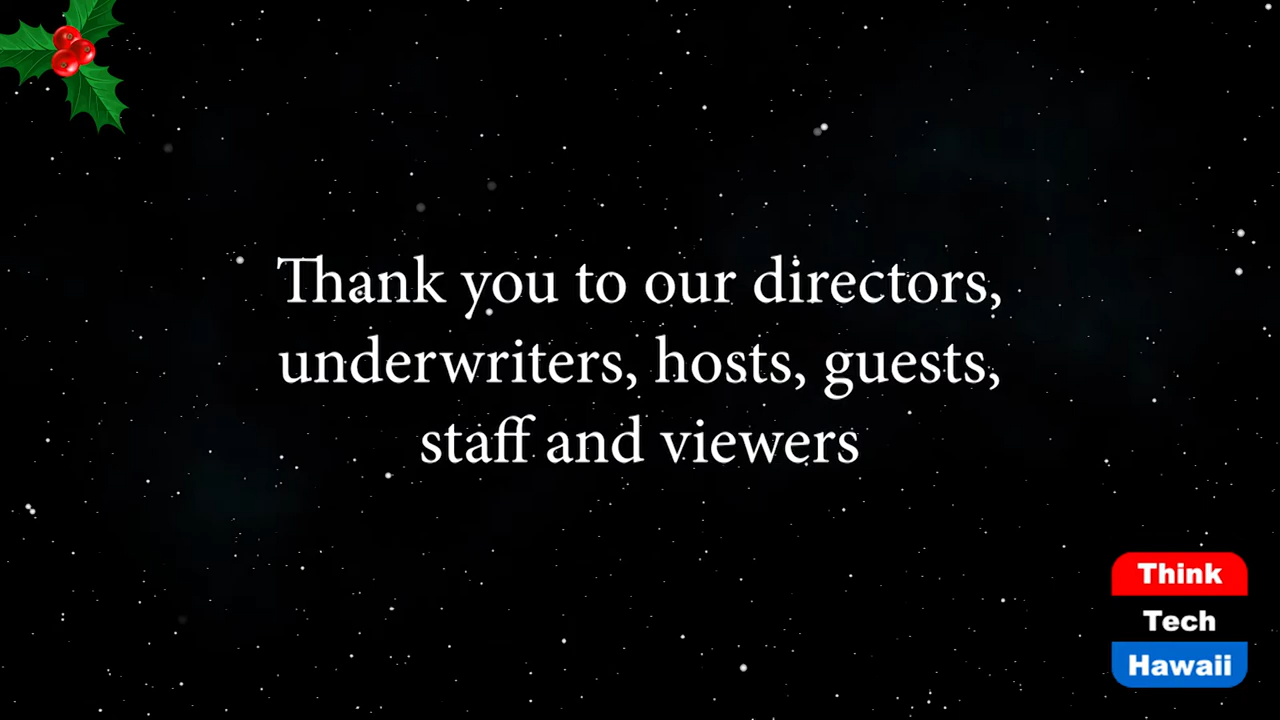 Thank you to our directors,
underwriters, hosts, guests,
staff and viewers
Think
Tech
Hawaii